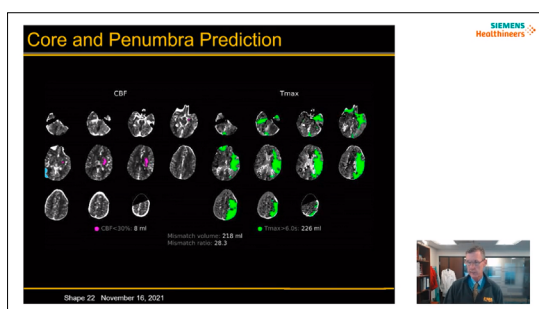 Core and Penumbra Prediction
SIEMENS
Healthineers
CBF
Tmax
CBF<30%: 8 ml
Mismatch volume: 218 ml
Mismatch ratio: 28.3
Tmax>6.0s: 226 ml
Shape 22 November 16, 2021